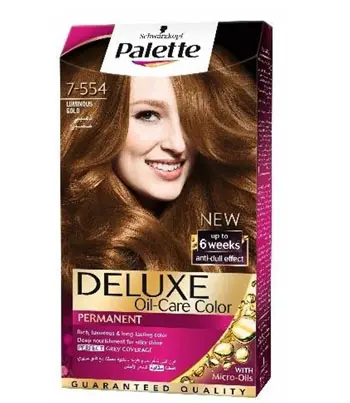 Schwarzkopf
Palette
7-554
LUMINOUS
GOLD
NEW
up to
6 weeks
anti-dull effect
DELUXE
Oil-Care Color
PERMANENT
Rich, luminous & long-lasting color
Deep nourishment for silky shine
PERFECT GREY COVERAGE
WITH
Micro-Oils
GUARANTEED QUALITY